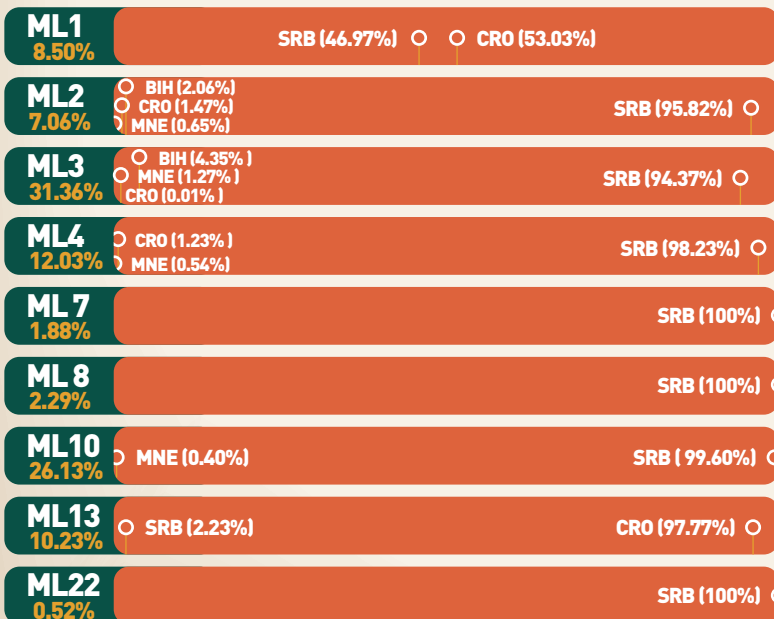 ML1
8.50%
SRB (46.97%)
CRO (53.03%)
ML2
7.06%
BIH (2.06%)
CRO (1.47%)
MNE (0.65%)
SRB (95.82%)
ML3
31.36%
BIH (4.35% )
MNE (1.27% )
CRO (0.01% )
SRB (94.37%)
ML4
12.03%
CRO (1.23% )
MNE (0.54%)
SRB (98.23%)
ML 7
1.88%
SRB (100%)
ML 8
2.29%
SRB (100%)
ML10
26.13%
MNE (0.40%)
SRB ( 99.60%)
ML13
10.23%
SRB (2.23%)
CRO (97.77%)
ML22
0.52%
SRB (100%)